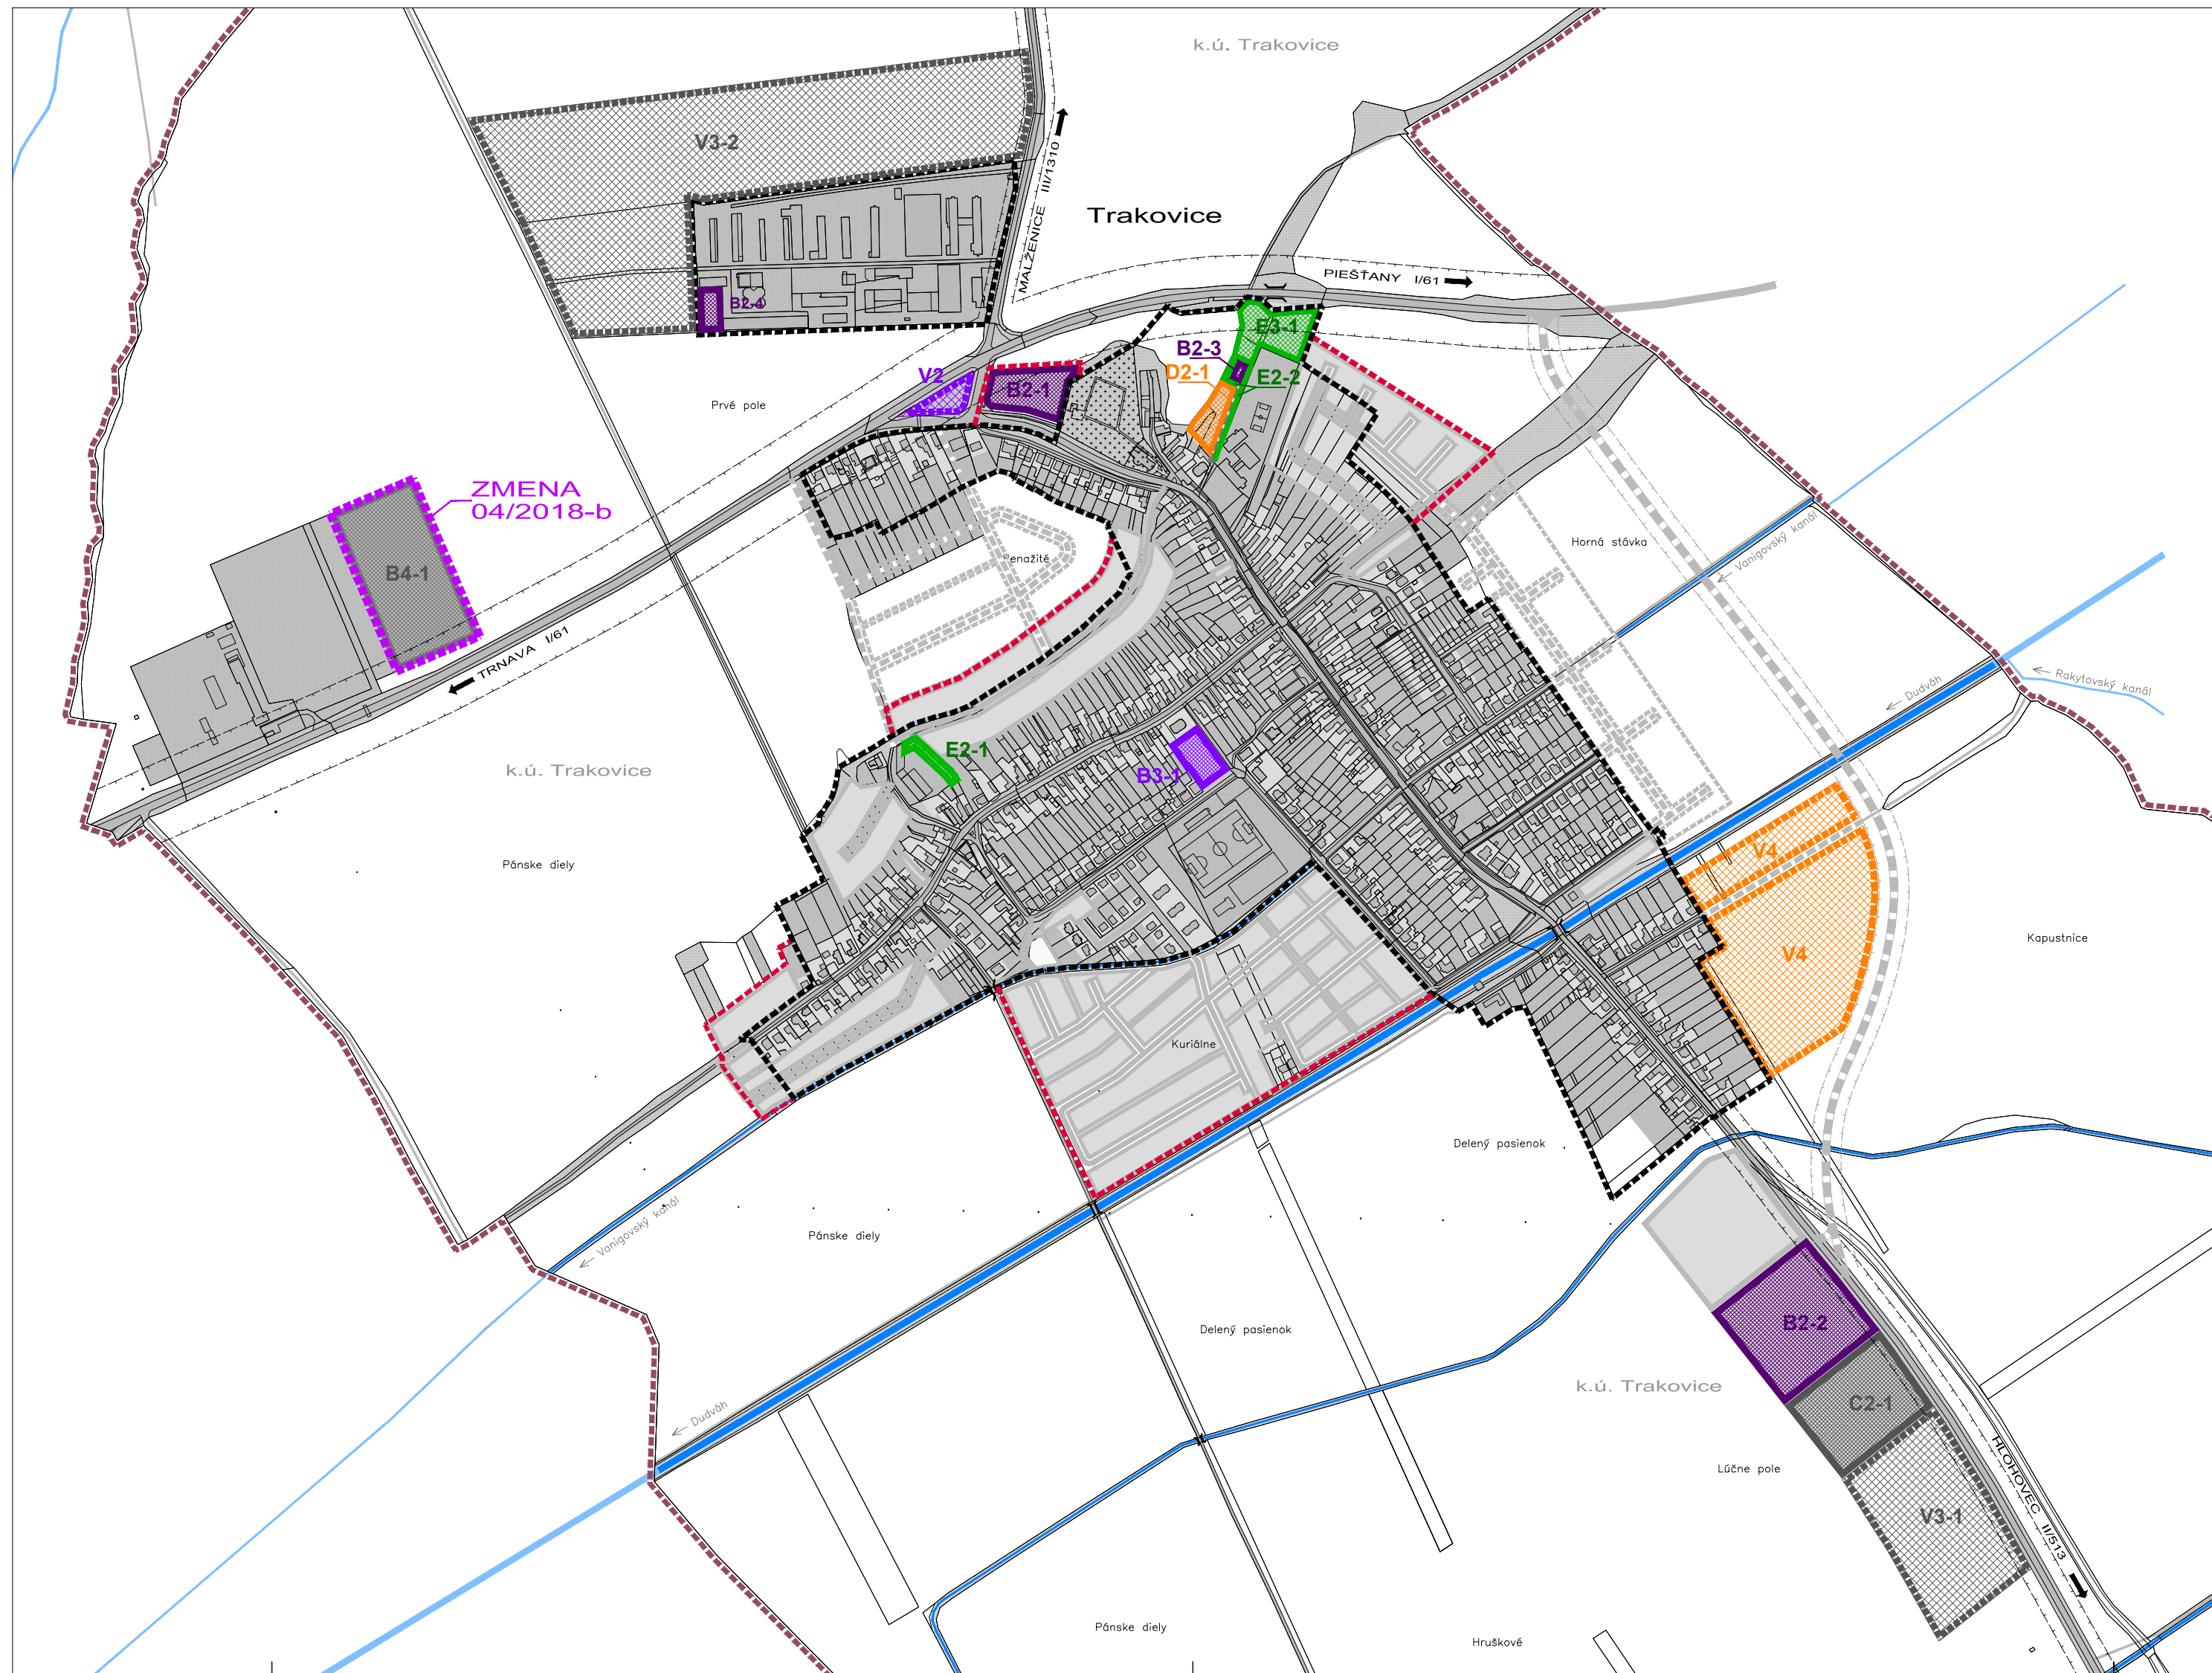 k.ú. Trakovice
V3-2
MALŽENICE III/1310
Trakovice
PIEŠŤANY I/61
B2-4
E3-1
B2-3
D2-1
E2-2
V2
B2-1
Prvé pole
ZMENA
04/2018-b
B4-1
Penažité
Horná stávka
Vanigovský kanál
TRNAVA I/61
Rakytovský kanál
Dudváh
E2-1
k.ú. Trakovice
B3-1
Pánske diely
V4
Kapustnice
V4
Kuriálne
Delený pasienok
Vanigovský kanál
Pánske diely
B2-2
Delený pasienok
k.ú. Trakovice
C2-1
Dudváh
Lúčne pole
HLOHOVEC II/513
V3-1
Pánske diely
Hruškové